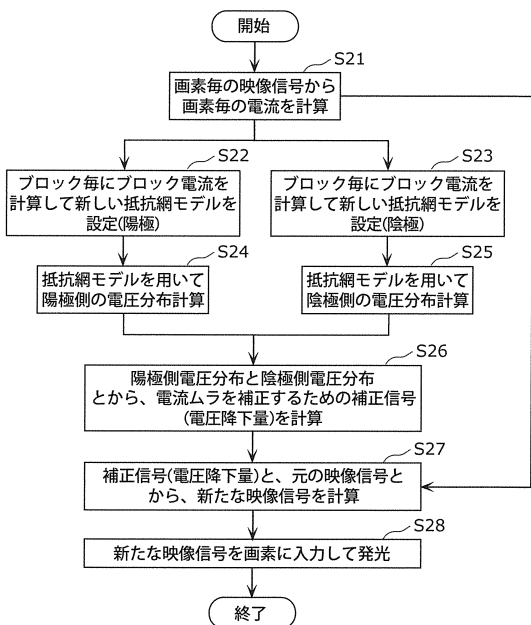 開始
S21
画素毎の映像信号から
画素毎の電流を計算
S22
ブロック毎にブロック電流を
計算して新しい抵抗網モデルを
設定(陽極)
S23
ブロック毎にブロック電流を
計算して新しい抵抗網モデルを
設定(陰極)
S24
抵抗網モデルを用いて
陽極側の電圧分布計算
S25
抵抗網モデルを用いて
陰極側の電圧分布計算
S26
陽極側電圧分布と陰極側電圧分布
とから、電流ムラを補正するための補正信号
(電圧降下量)を計算
S27
補正信号(電圧降下量)と、元の映像信号と
から、新たな映像信号を計算
S28
新たな映像信号を画素に入力して発光
終了